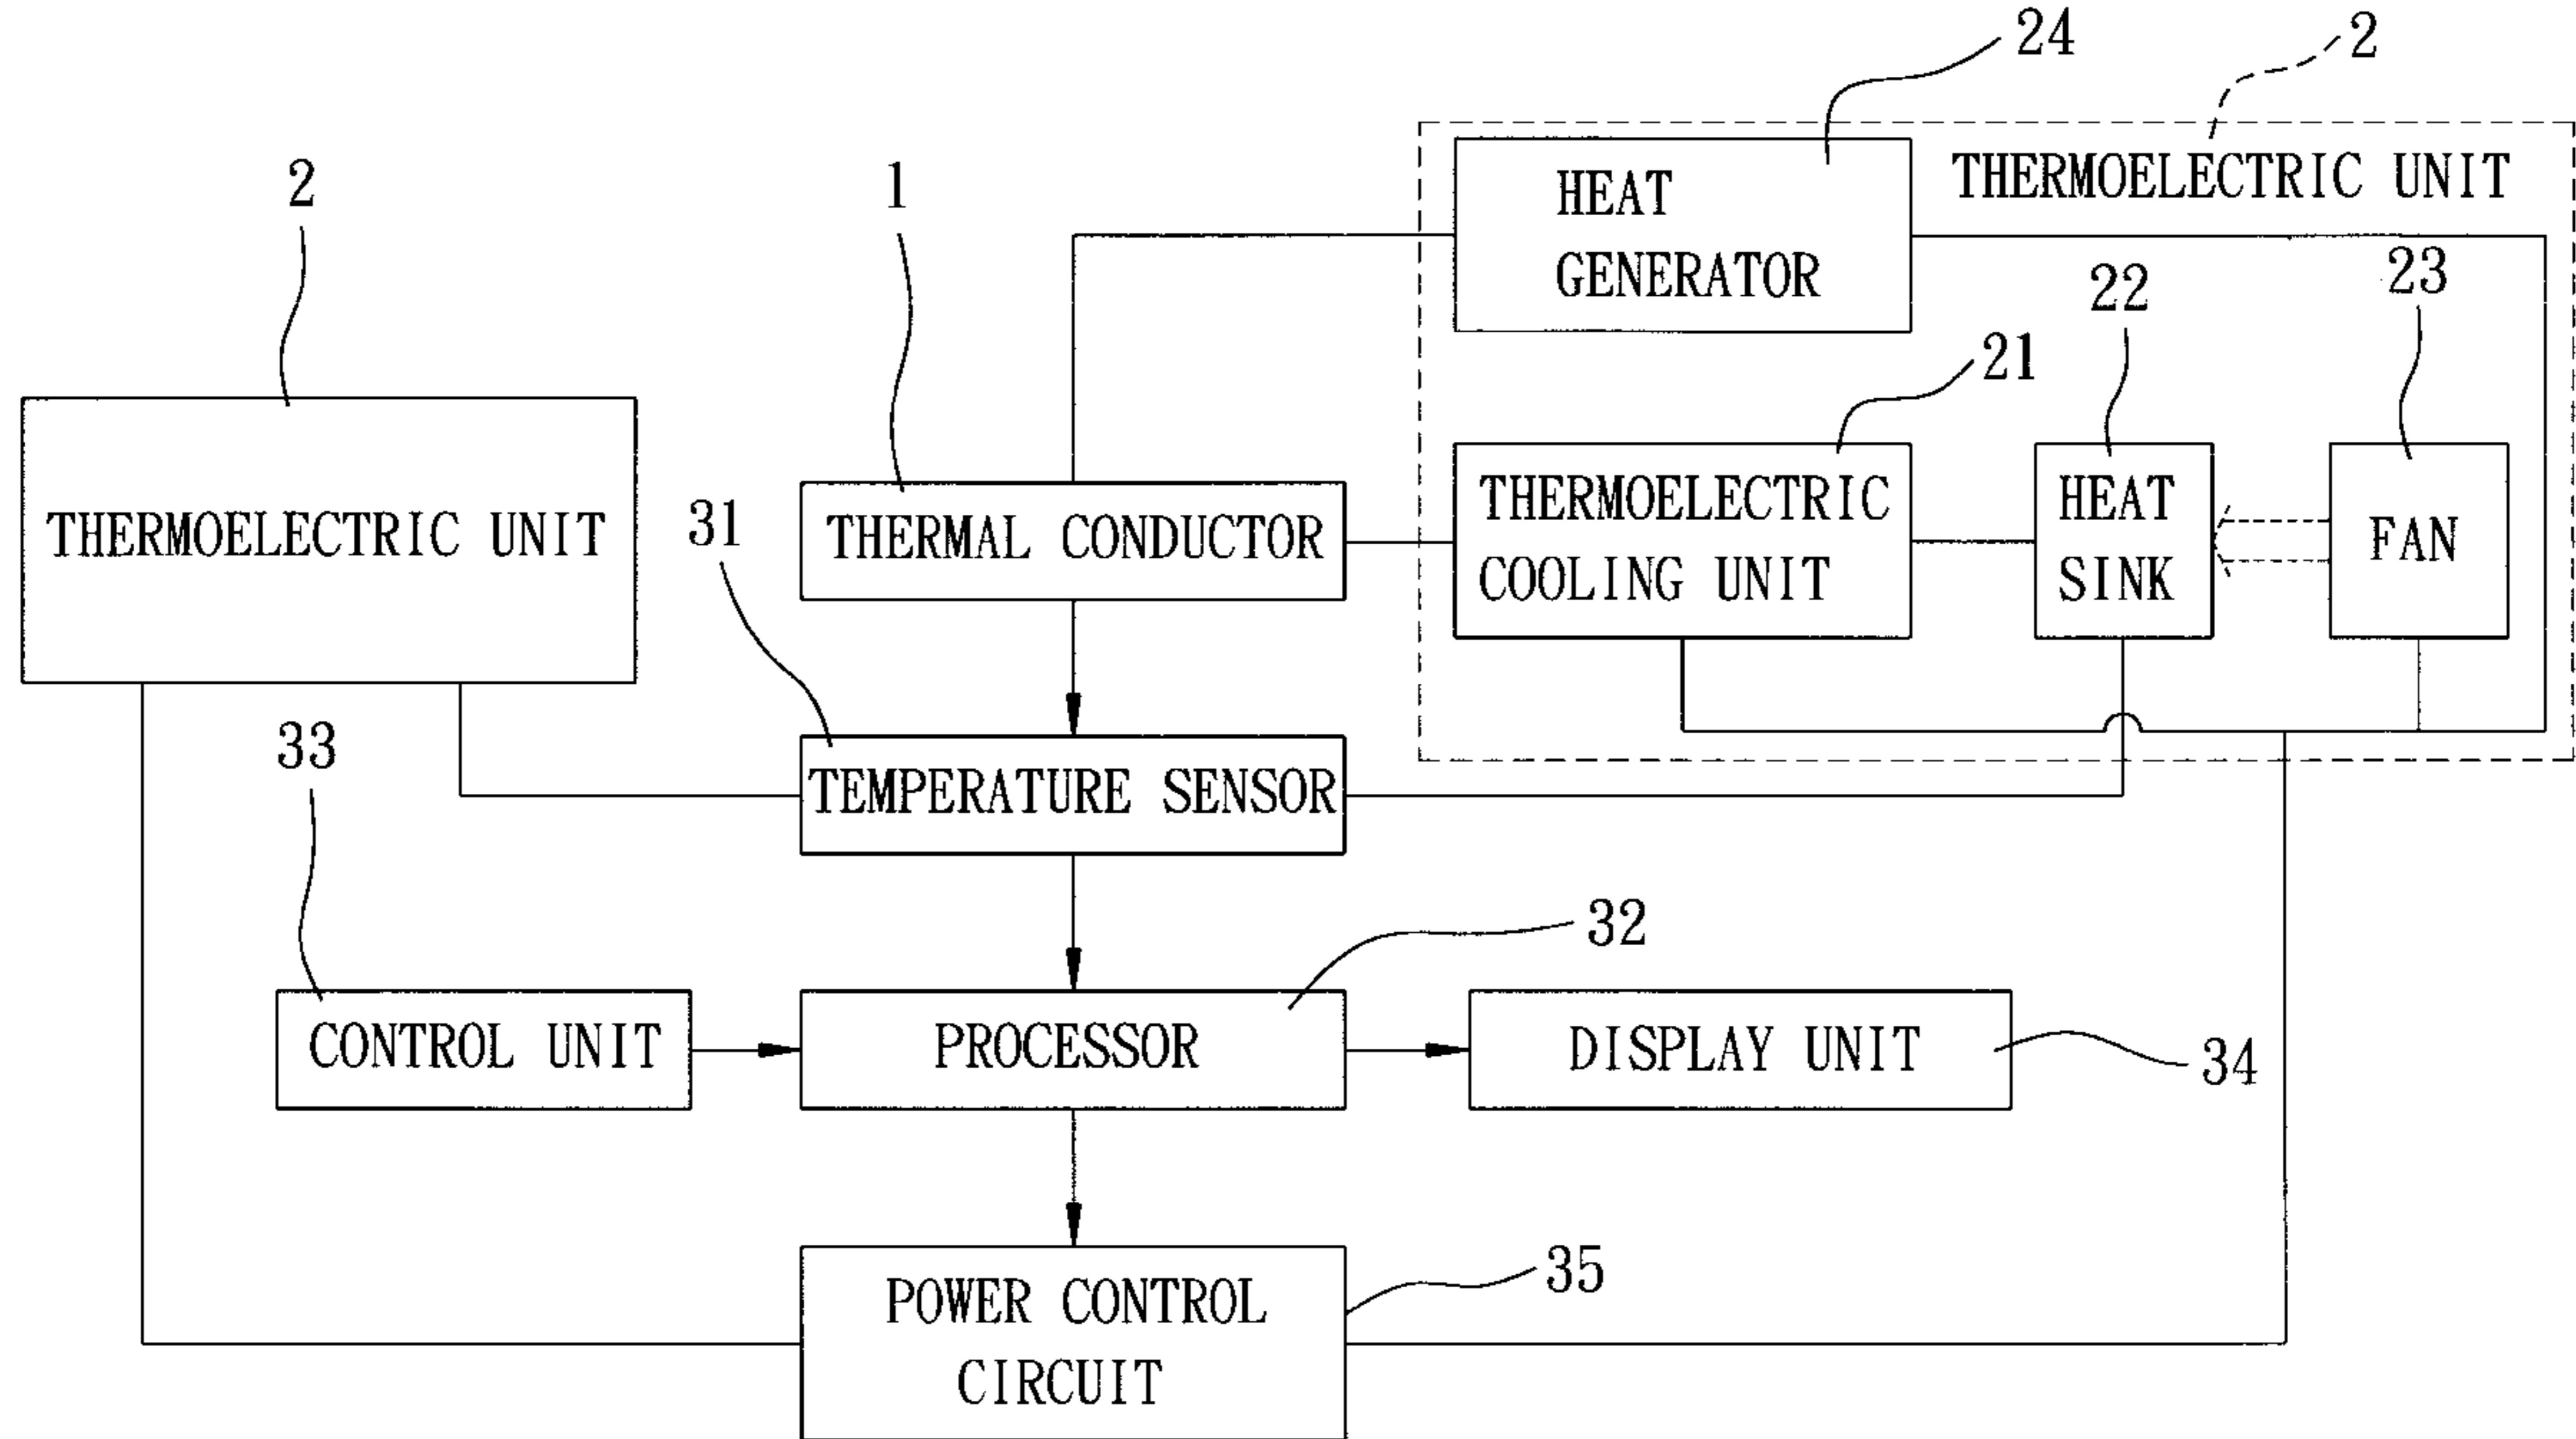 24
2
THERMOELECTRIC UNIT
HEAT
GENERATOR
2
1
22
23
21
THERMOELECTRIC UNIT
31
THERMAL CONDUCTOR
THERMOELECTRIC
COOLING UNIT
HEAT
SINK
FAN
33
TEMPERATURE SENSOR
32
CONTROL UNIT
PROCESSOR
DISPLAY UNIT
34
35
POWER CONTROL
CIRCUIT